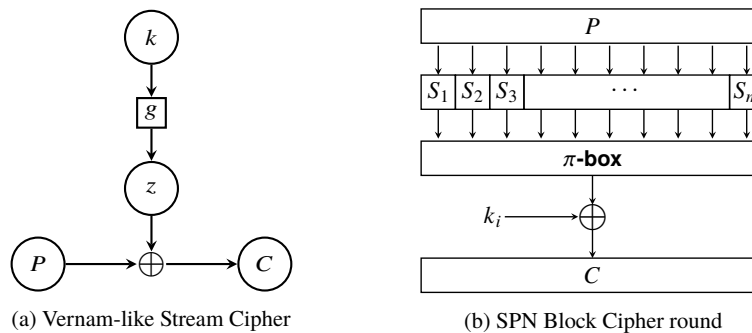 k
g
z
P
C
(a) Vernam-like Stream Cipher
P
S1 S2 S3 ··· Sn
π-box
ki
C
(b) SPN Block Cipher round